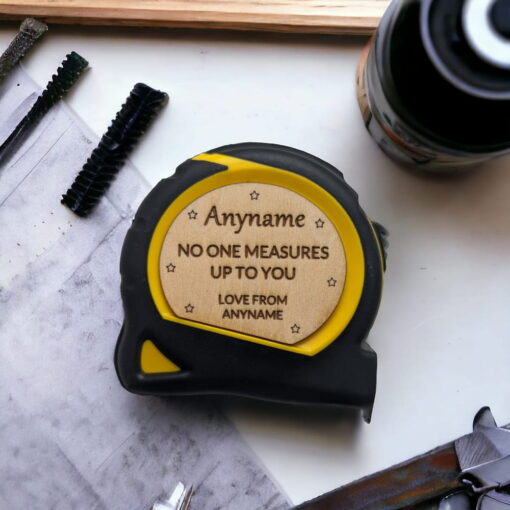 Anyname
NO ONE MEASURES
UP TO YOU
LOVE FROM
ANYNAME